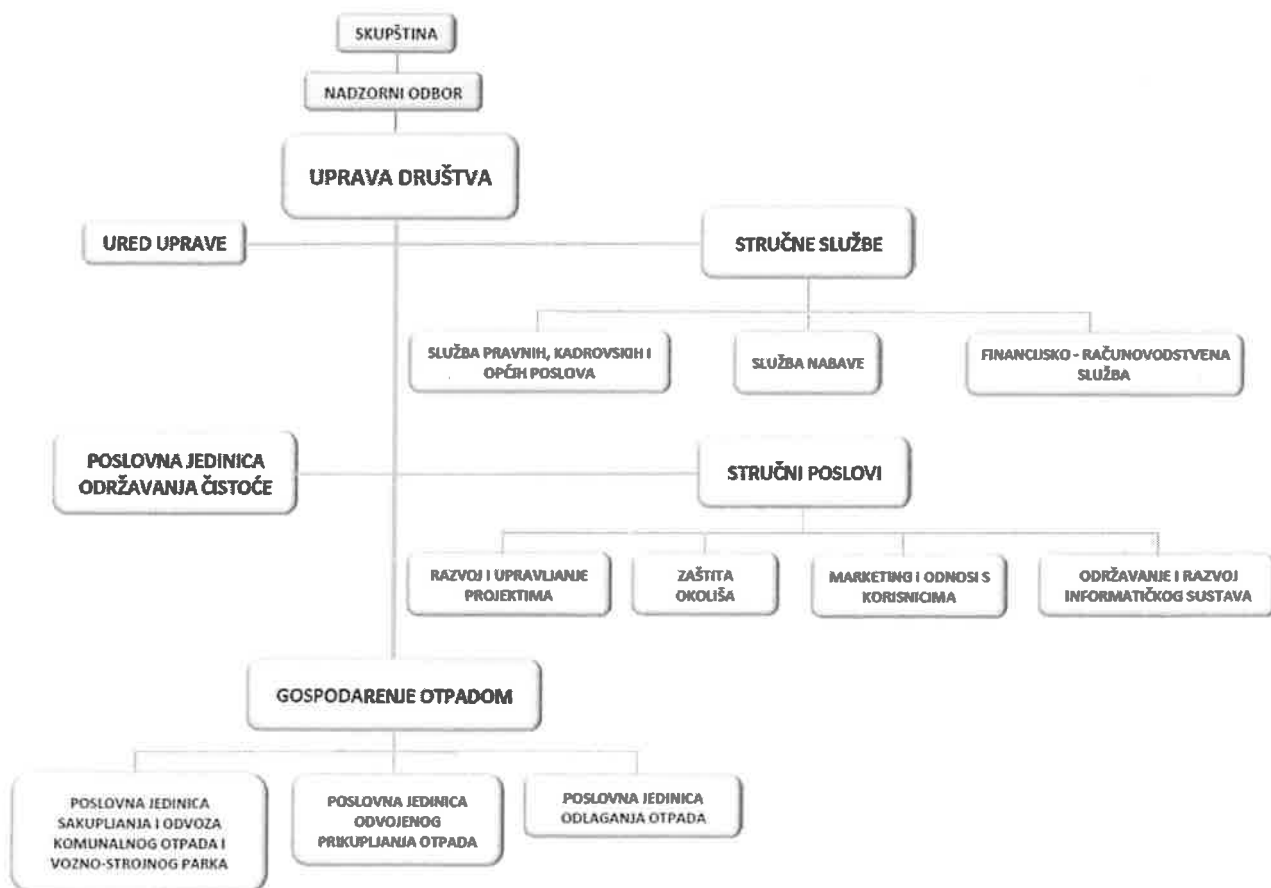 SKUPŠTINA
NADZORNI ODBOR
UPRAVA DRUŠTVA
URED UPRAVE
STRUČNE SLUŽBE
SLUŽBA PRAVNIH, KADROVSKIH I
OPĆIH POSLOVA
SLUŽBA NABAVE
FINANCIJSKO - RAČUNOVODSTVENA
SLUŽBA
POSLOVNA JEDINICA
ODRŽAVANJA ČISTOĆE
STRUČNI POSLOVI
RAZVOJ I UPRAVLJANJE
PROJEKTIMA
ZAŠTITA
OKOLIŠA
MARKETING I ODNOSI S
KORISNICIMA
ODRŽAVANJE I RAZVOJ
INFORMATIČKOG SUSTAVA
GOSPODARENJE OTPADOM
POSLOVNA JEDINICA
SAKUPLJANJA I ODVOZA
KOMUNALNOG OTPADA I
VOZNO-STROJNOG PARKA
POSLOVNA JEDINICA
ODVOJENOG
PRIKUPLJANJA OTPADA
POSLOVNA JEDINICA
ODLAGANJA OTPADA